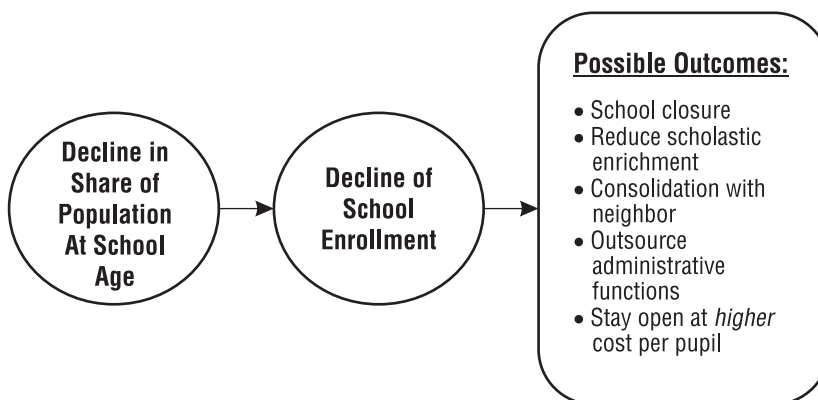 Decline in
Share of
Population
At School
Age
Decline of
School
Enrollment
Possible Outcomes:
• School closure
• Reduce scholastic
enrichment
• Consolidation with
neighbor
• Outsource
administrative
functions
• Stay open at higher
cost per pupil